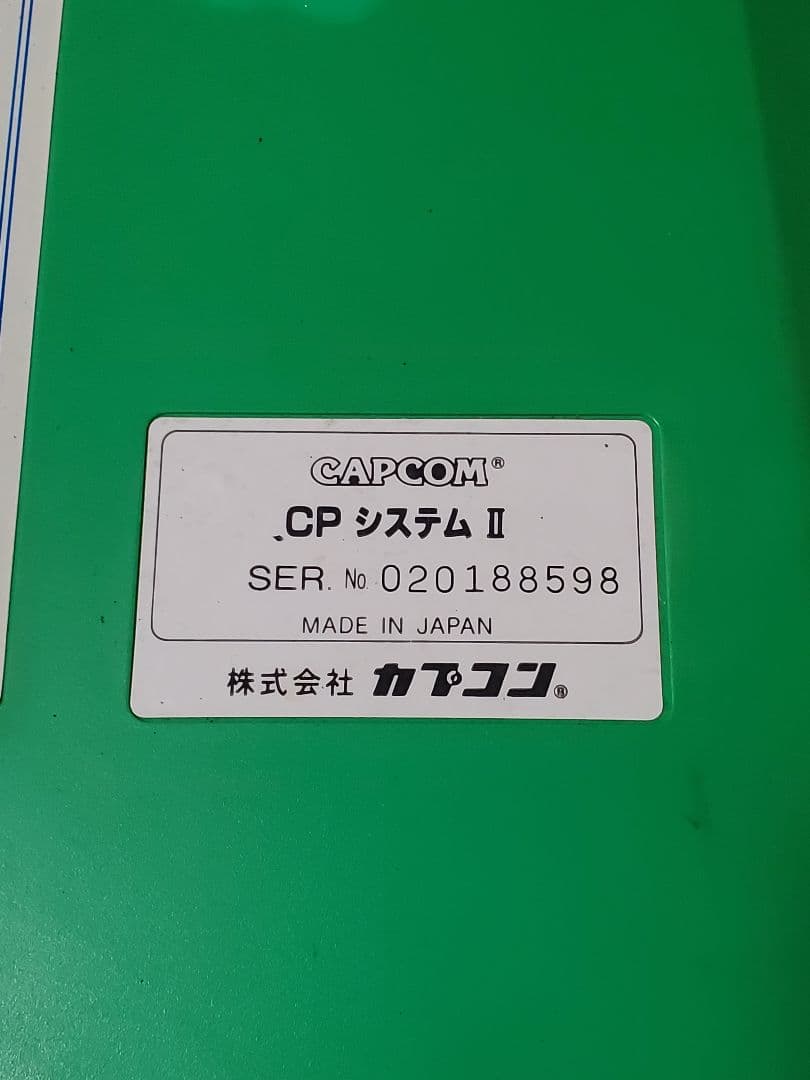 CAPCOM®
CP システム II
SER. No. 020188598
MADE IN JAPAN
株式会社 カプコン®